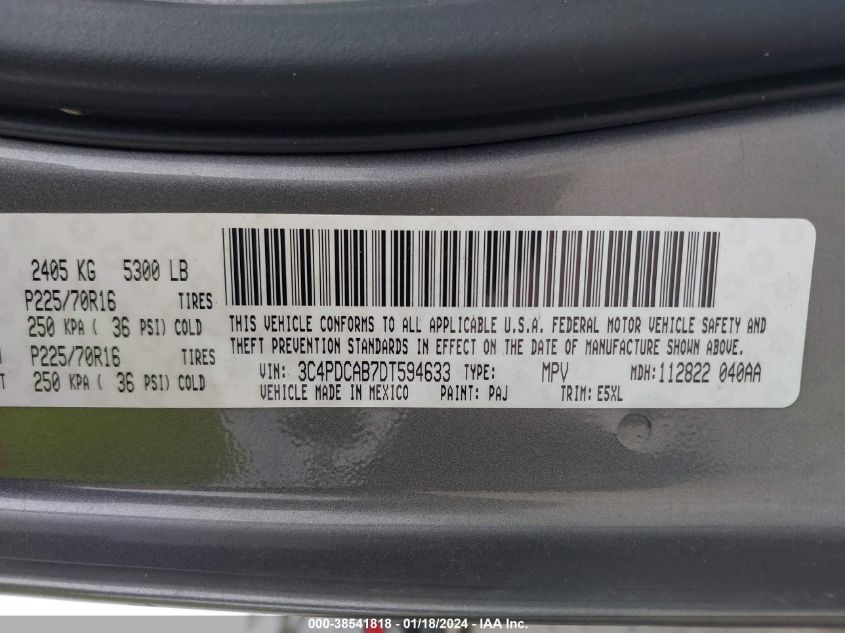 2405 KG 5300 LB
P225/70R16 TIRES
250 KPA ( 36 PSI) COLD
P225/70R16 TIRES
250 KPA ( 36 PSI) COLD
THIS VEHICLE CONFORMS TO ALL APPLICABLE U.S.A. FEDERAL MOTOR VEHICLE SAFETY AND
THEFT PREVENTION STANDARDS IN EFFECT ON THE DATE OF MANUFACTURE SHOWN ABOVE.
VIN: 3C4PDCAB7DT594633 TYPE: MPV MDH: 112822 040AA
VEHICLE MADE IN MEXICO PAINT: PAJ TRIM: E5XL
000-38541818 - 01/18/2024 - IAA Inc.